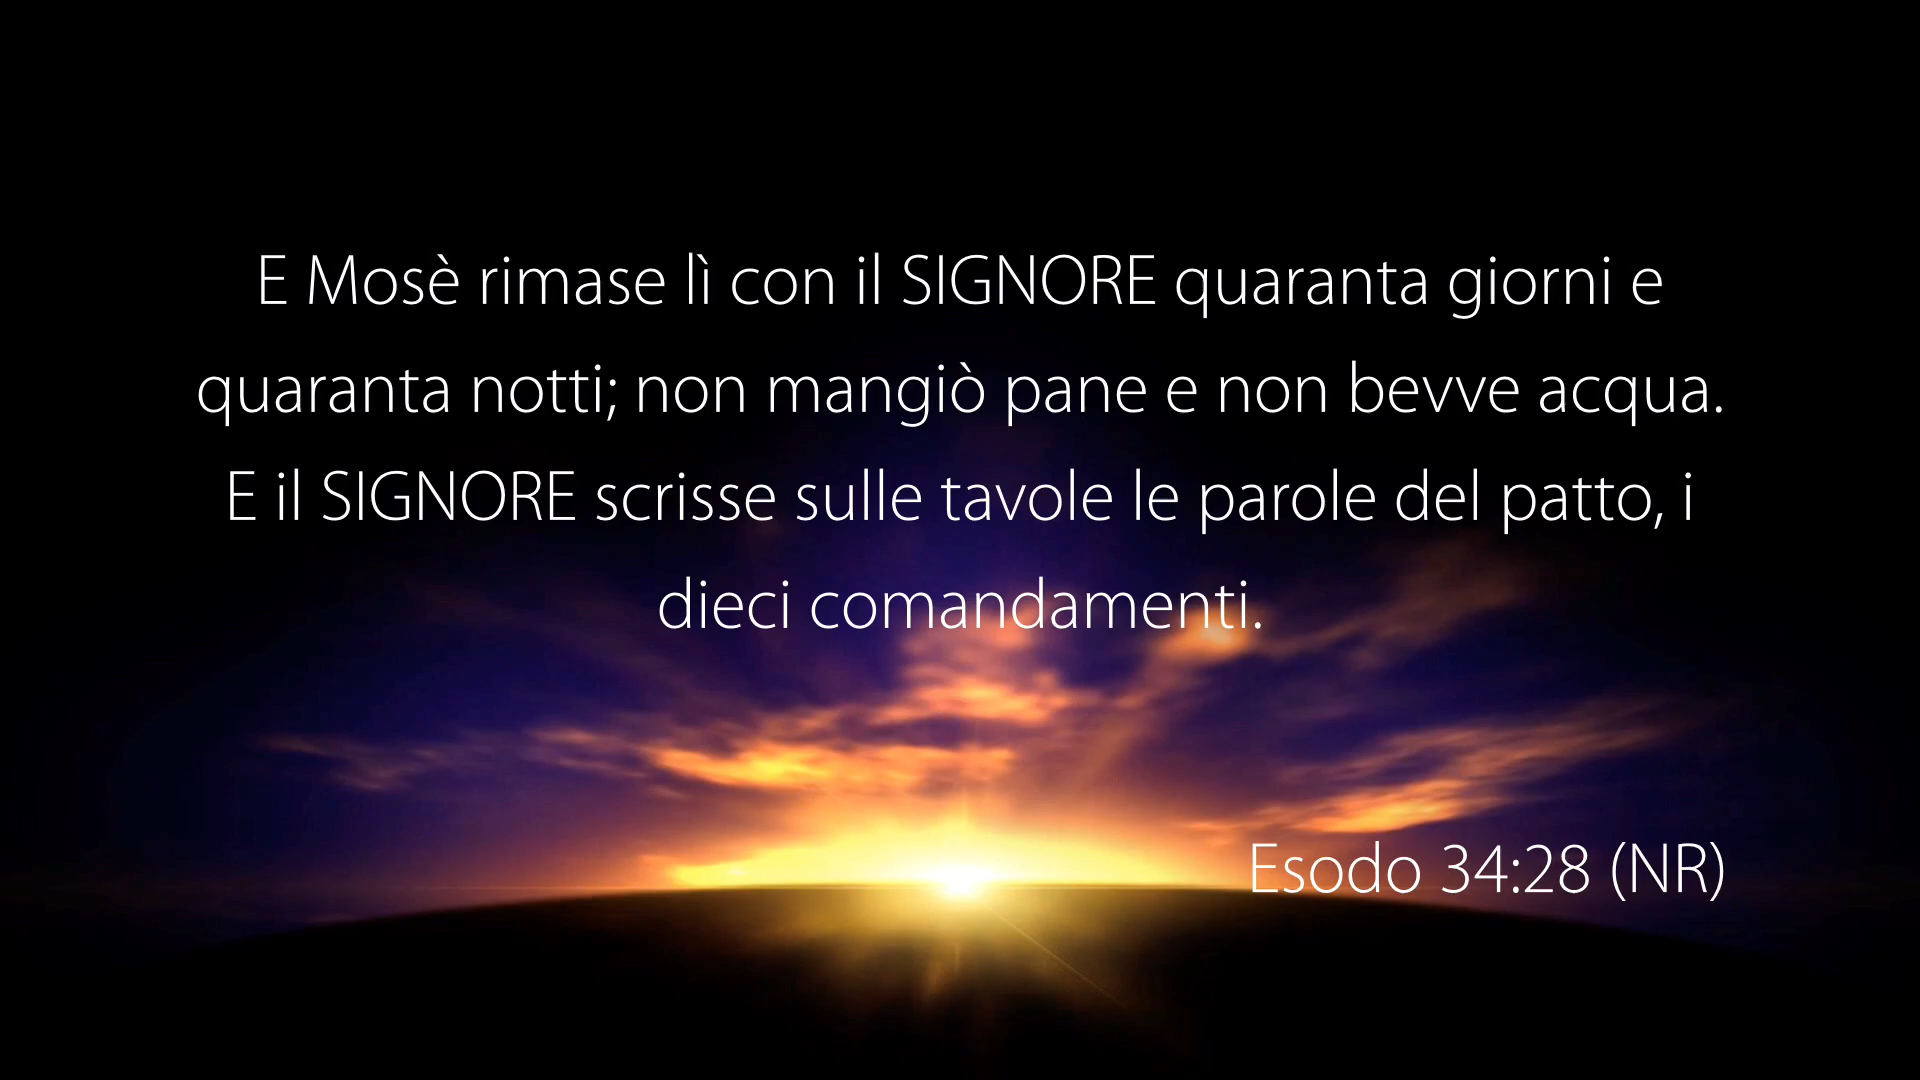 E Mosè rimase lì con il SIGNORE quaranta giorni e
quaranta notti; non mangiò pane e non bevve acqua.
E il SIGNORE scrisse sulle tavole le parole del patto, i
dieci comandamenti.
Esodo 34:28 (NR)